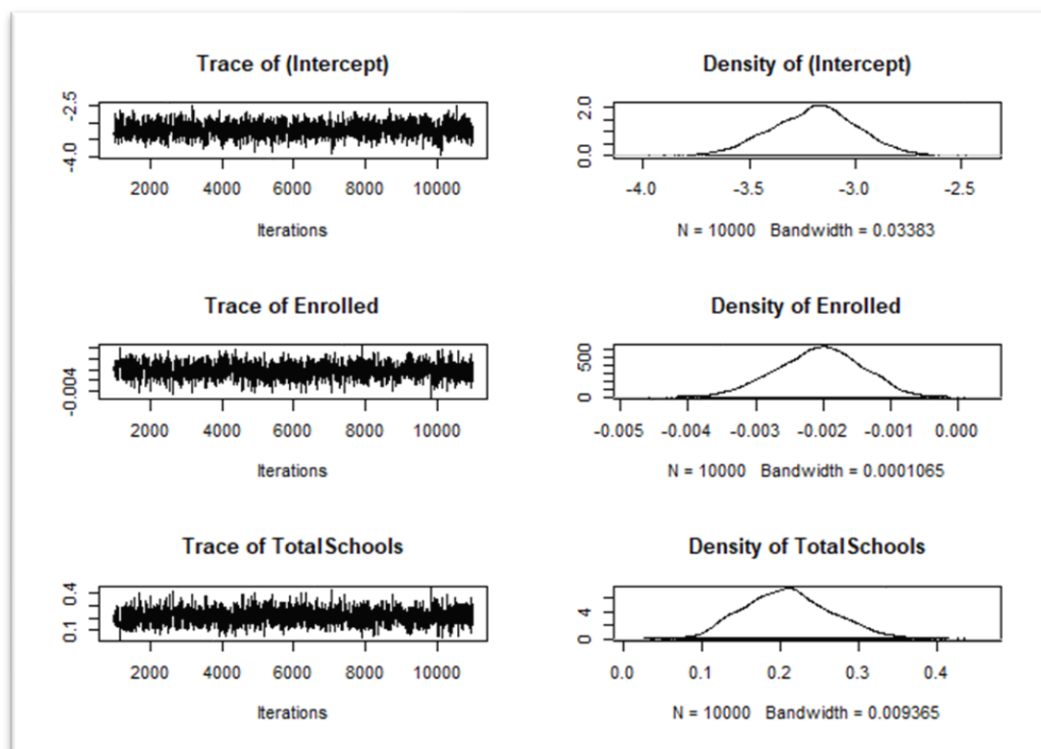 Trace of (Intercept)
-2.5
-4.0
2000 4000 6000 8000 10000
Iterations
Density of (Intercept)
2.0
0.0
-4.0 -3.5 -3.0 -2.5
N = 10000 Bandwidth = 0.03383
Trace of Enrolled
-0.004
2000 4000 6000 8000 10000
Iterations
Density of Enrolled
500
0
-0.005 -0.004 -0.003 -0.002 -0.001 0.000
N = 10000 Bandwidth = 0.0001065
Trace of TotalSchools
0.4
0.1
2000 4000 6000 8000 10000
Iterations
Density of TotalSchools
4
0
0.0 0.1 0.2 0.3 0.4
N = 10000 Bandwidth = 0.009365